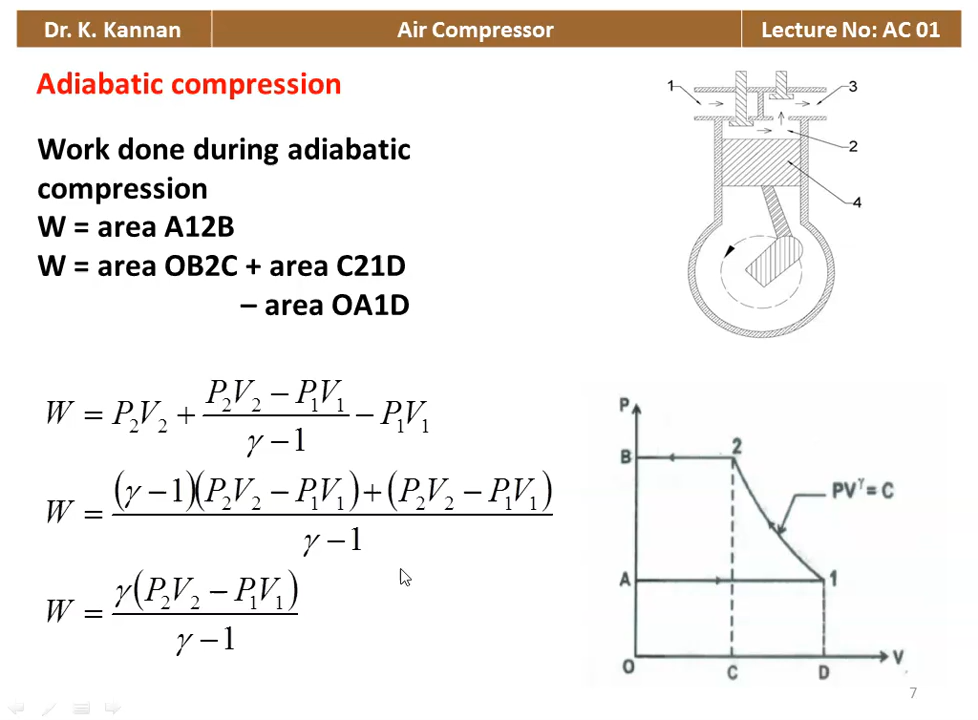 Dr. K. Kannan
Air Compressor
Lecture No: AC 01
Adiabatic compression
Work done during adiabatic
compression
W = area A12B
W = area OB2C + area C21D
– area OA1D
W = P₂V₂ + (P₂V₂ − P₁V₁)/(γ − 1) − P₁V₁
W = ((γ − 1)(P₂V₂ − P₁V₁) + (P₂V₂ − P₁V₁))/(γ − 1)
W = γ(P₂V₂ − P₁V₁)/(γ − 1)
1
3
2
4
P
B
2
PVᵞ = C
A
1
O
C
D
V
7